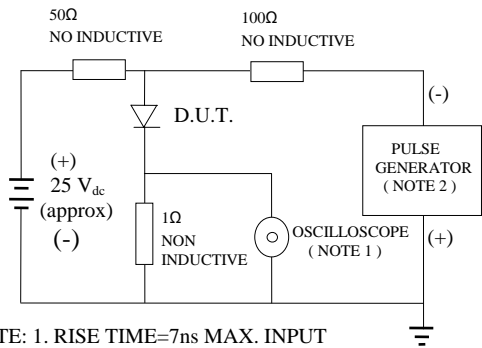 50Ω
NO INDUCTIVE
100Ω
NO INDUCTIVE
(-)
D.U.T.
PULSE
GENERATOR
( NOTE 2 )
(+)
25 Vdc
(approx)
(-)
1Ω
NON
INDUCTIVE
OSCILLOSCOPE
( NOTE 1 )
(+)
TE: 1. RISE TIME=7ns MAX. INPUT